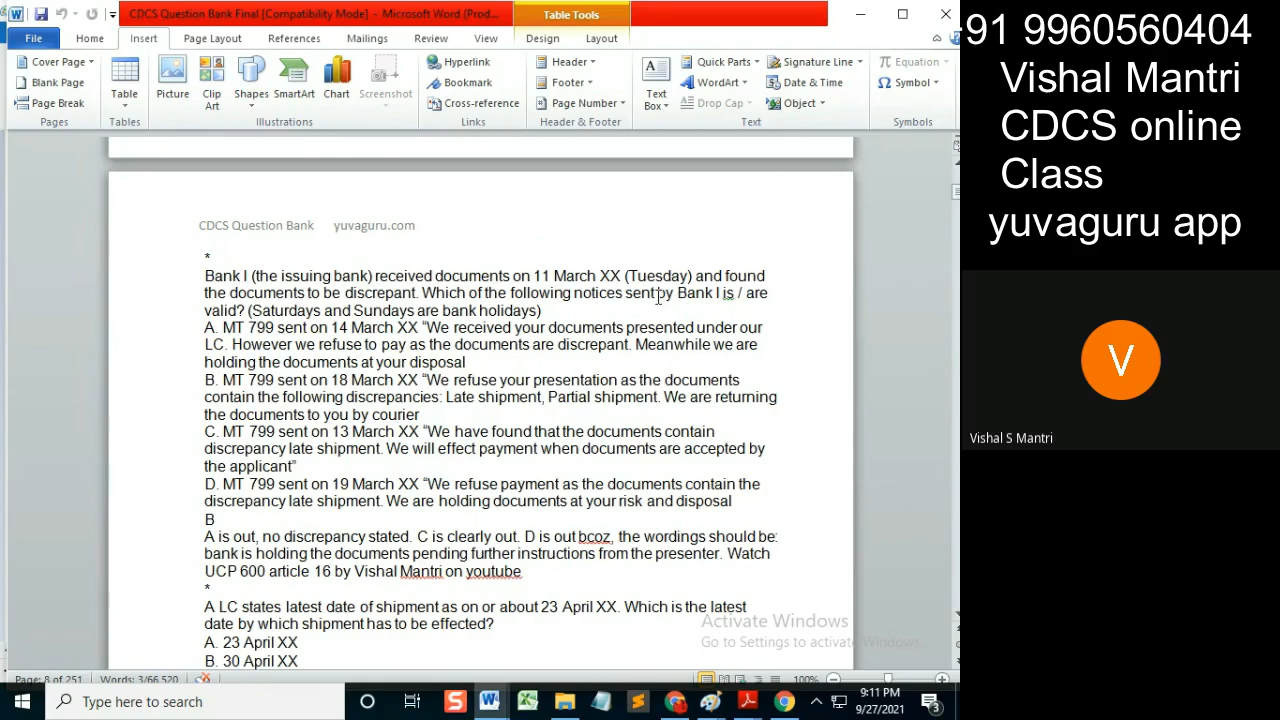 CDCS Question Bank Final [Compatibility Mode] - Microsoft Word (Prod...
Table Tools
File Home Insert Page Layout References Mailings Review View Design Layout
Cover Page
Blank Page
Page Break
Pages
Table
Tables
Picture
Clip Art
Shapes
SmartArt
Chart
Screenshot
Illustrations
Hyperlink
Bookmark
Cross-reference
Links
Header
Footer
Page Number
Header & Footer
Text Box
Quick Parts
WordArt
Drop Cap
Signature Line
Date & Time
Object
Text
Equation
Symbol
Symbols
CDCS Question Bank yuvaguru.com
*
Bank I (the issuing bank) received documents on 11 March XX (Tuesday) and found
the documents to be discrepant. Which of the following notices sent by Bank I is / are
valid? (Saturdays and Sundays are bank holidays)
A. MT 799 sent on 14 March XX “We received your documents presented under our
LC. However we refuse to pay as the documents are discrepant. Meanwhile we are
holding the documents at your disposal
B. MT 799 sent on 18 March XX “We refuse your presentation as the documents
contain the following discrepancies: Late shipment, Partial shipment. We are returning
the documents to you by courier
C. MT 799 sent on 13 March XX “We have found that the documents contain
discrepancy late shipment. We will effect payment when documents are accepted by
the applicant”
D. MT 799 sent on 19 March XX “We refuse payment as the documents contain the
discrepancy late shipment. We are holding documents at your risk and disposal
B
A is out, no discrepancy stated. C is clearly out. D is out bcoz, the wordings should be:
bank is holding the documents pending further instructions from the presenter. Watch
UCP 600 article 16 by Vishal Mantri on youtube
*
A LC states latest date of shipment as on or about 23 April XX. Which is the latest
date by which shipment has to be effected?
A. 23 April XX
B. 30 April XX
Activate Windows
Go to Settings to activate Windows.
Page: 8 of 251 Words: 3/66,520 100%
Type here to search
9:11 PM
9/27/2021
3
-91 9960560404
Vishal Mantri
CDCS online
Class
yuvaguru app
V
Vishal S Mantri